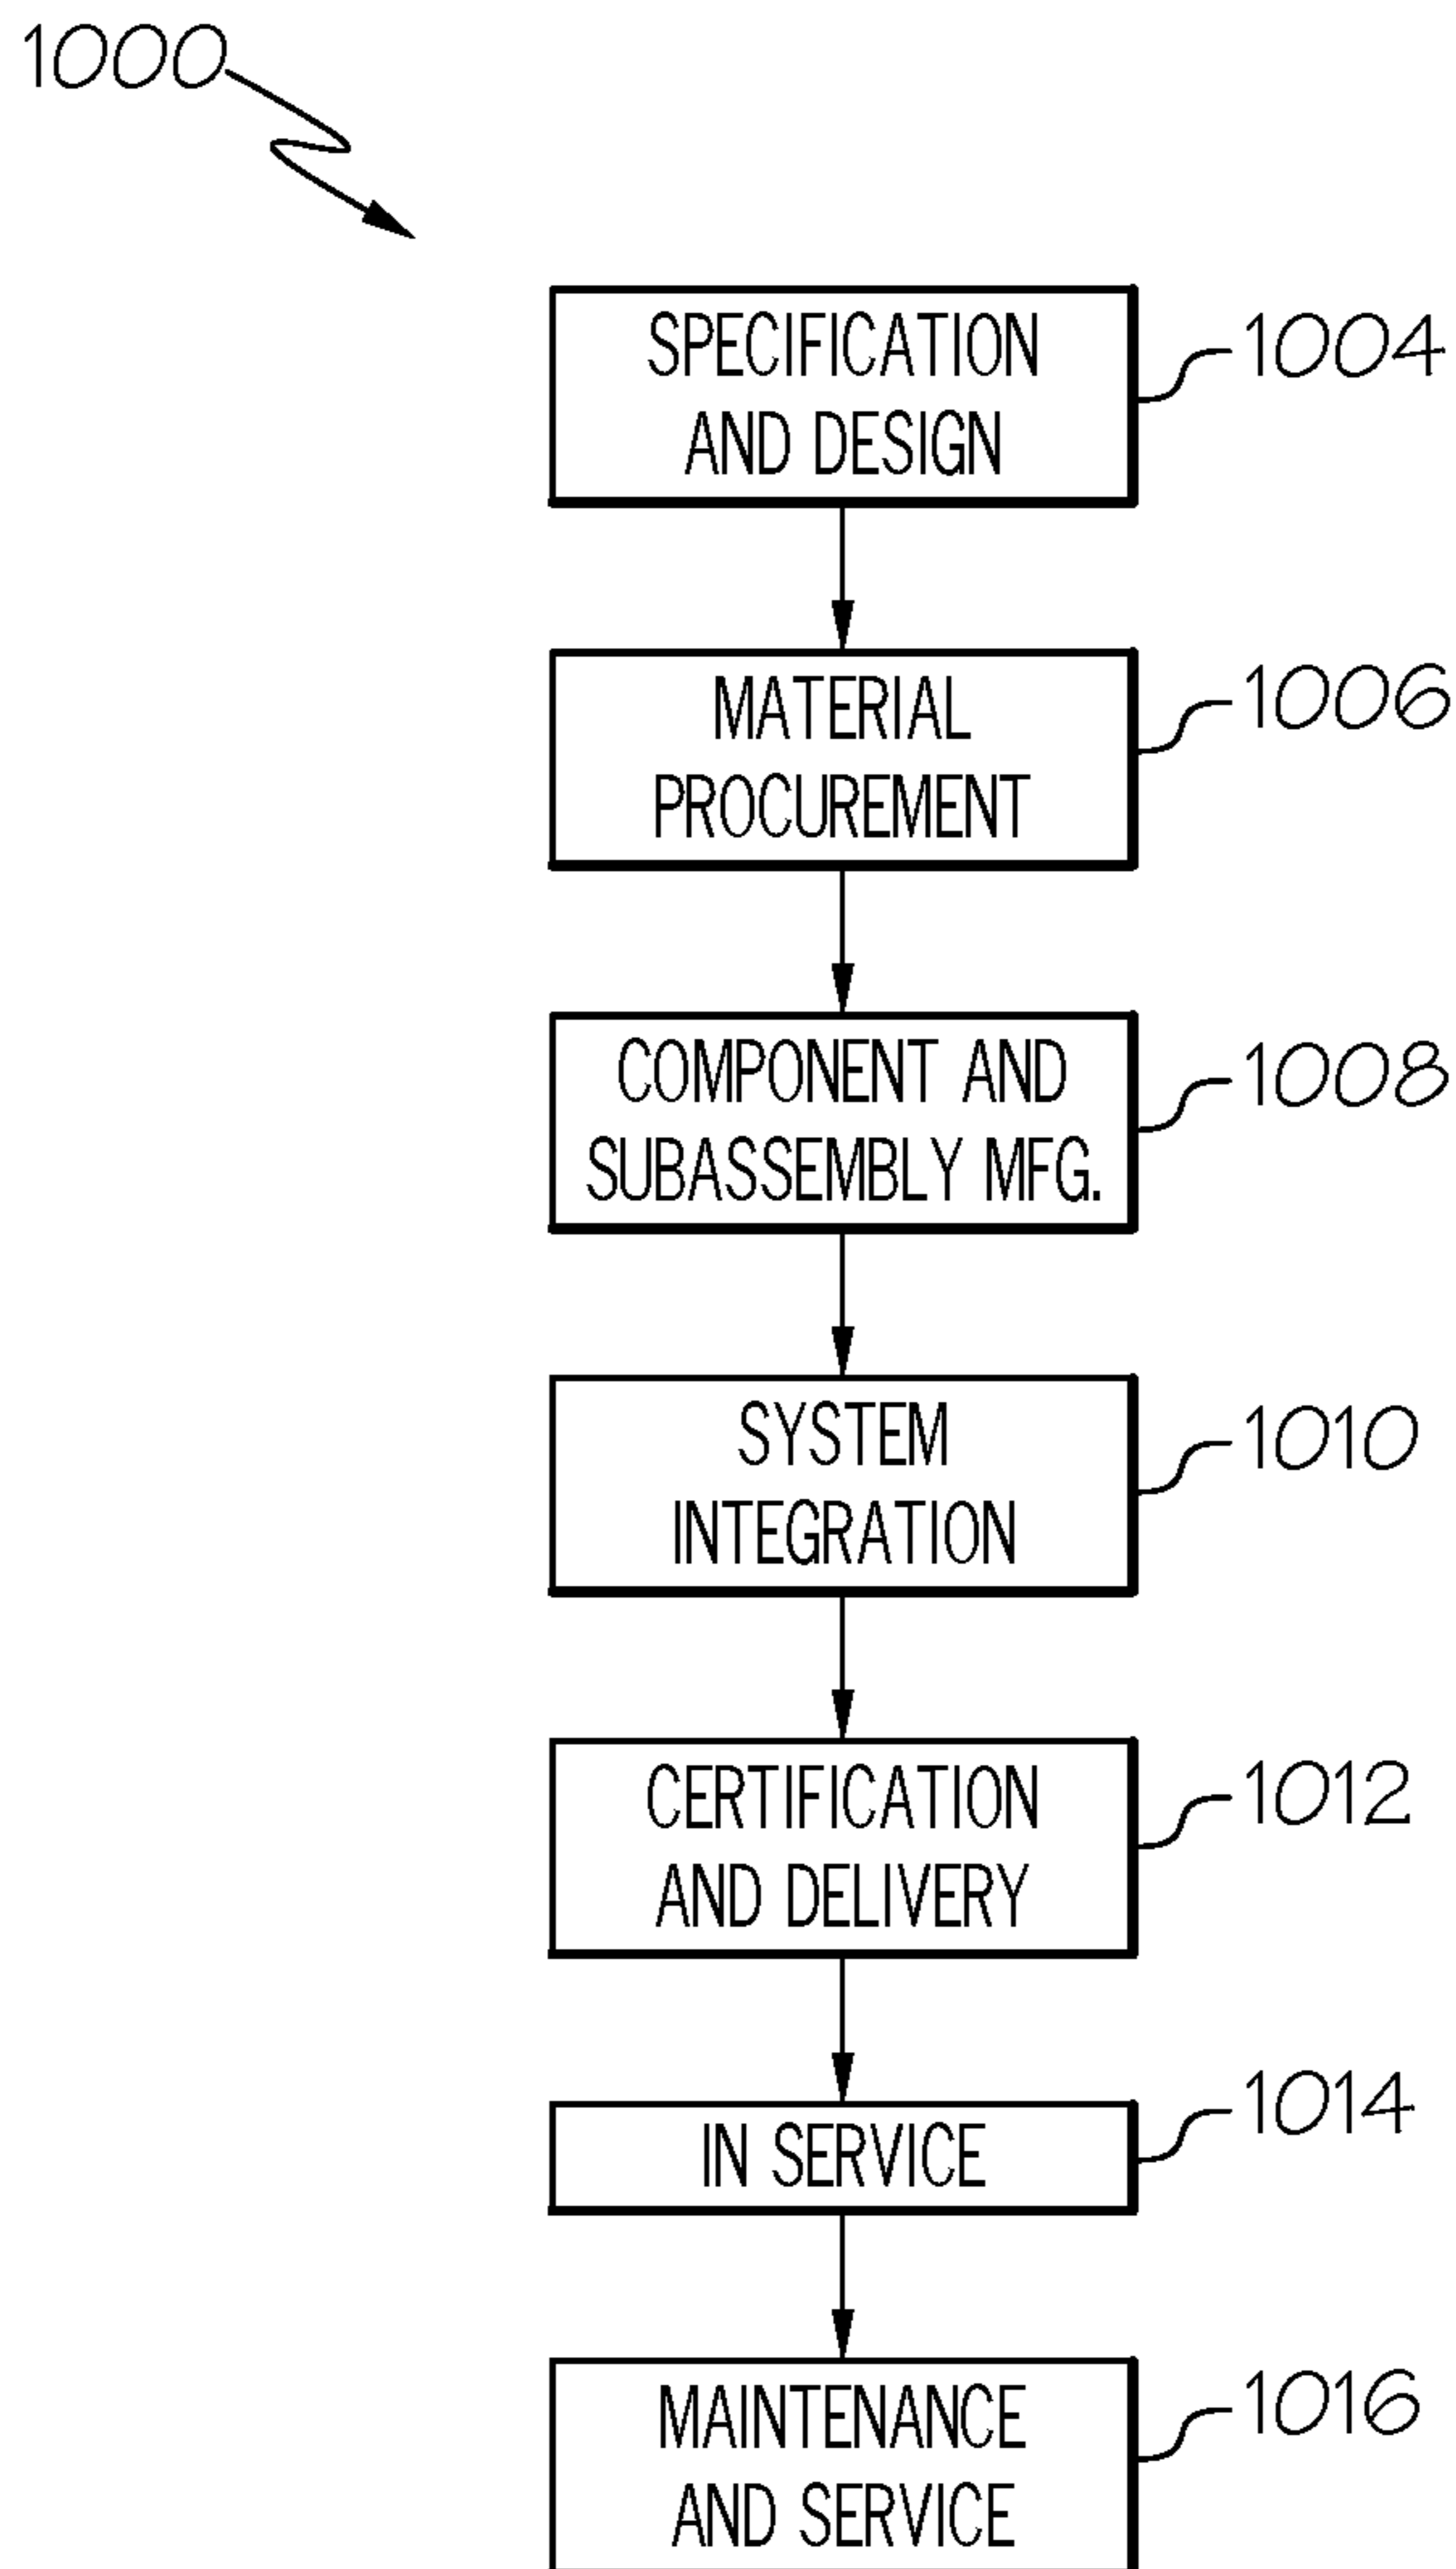 1000
SPECIFICATION
AND DESIGN
1004
MATERIAL
PROCUREMENT
1006
COMPONENT AND
SUBASSEMBLY MFG.
1008
SYSTEM
INTEGRATION
1010
CERTIFICATION
AND DELIVERY
1012
IN SERVICE
1014
MAINTENANCE
AND SERVICE
1016